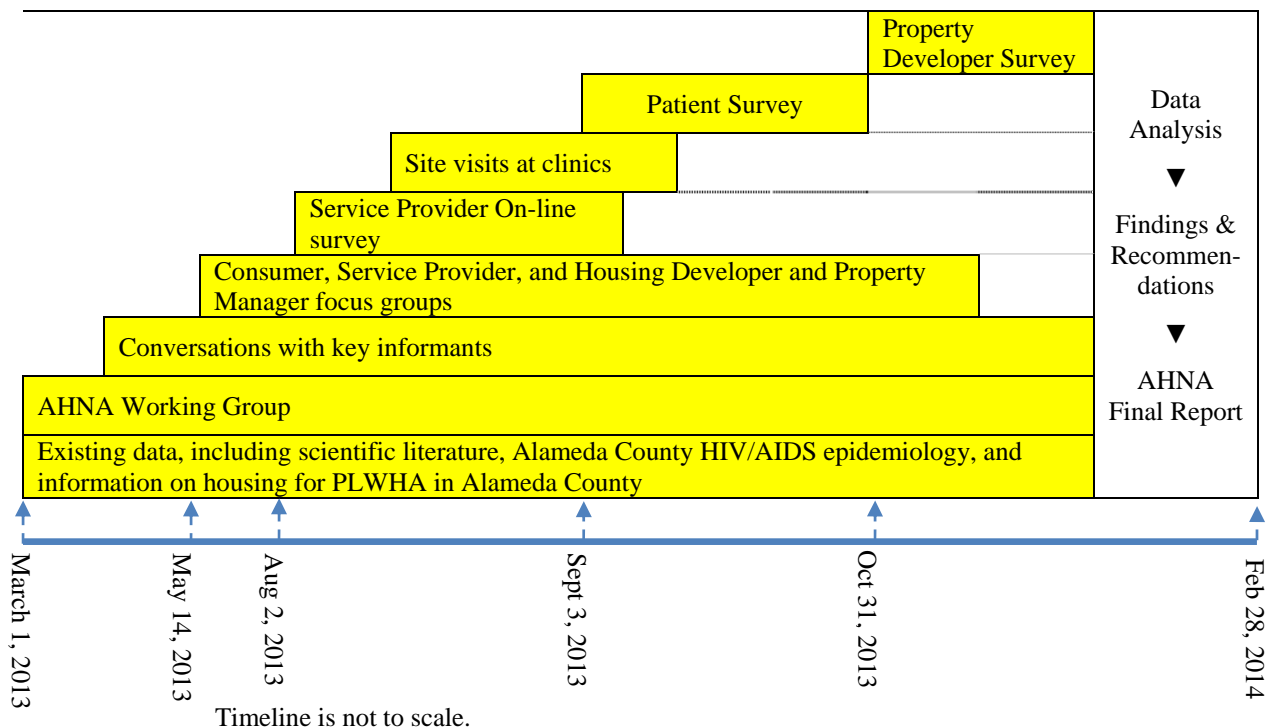 Property
Developer Survey
Patient Survey
Site visits at clinics
Service Provider On-line
survey
Consumer, Service Provider, and Housing Developer and Property
Manager focus groups
Conversations with key informants
AHNA Working Group
Existing data, including scientific literature, Alameda County HIV/AIDS epidemiology, and
information on housing for PLWHA in Alameda County
Data
Analysis
▼
Findings &
Recommen-
dations
▼
AHNA
Final Report
March 1, 2013
May 14, 2013
Aug 2, 2013
Sept 3, 2013
Oct 31, 2013
Feb 28, 2014
Timeline is not to scale.